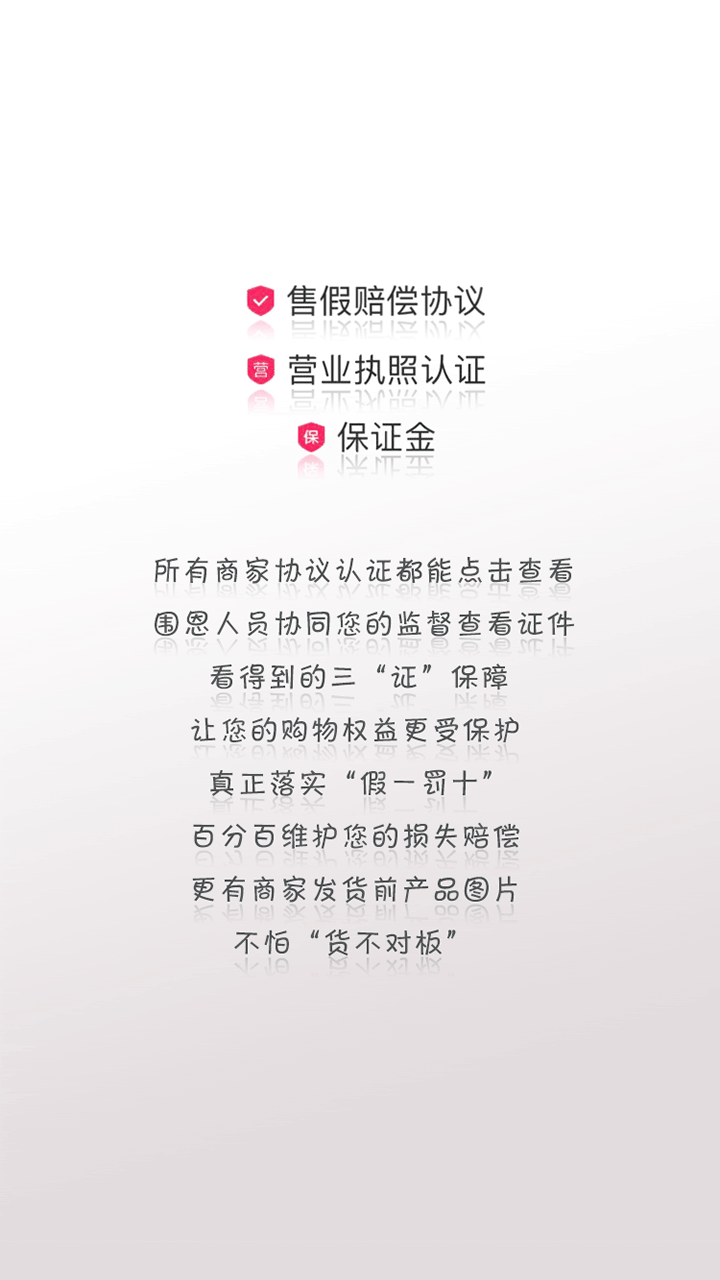 售假赔偿协议
营 营业执照认证
保 保证金
所有商家协议认证都能点击查看
围恩人员协同您的监督查看证件
看得到的三“证”保障
让您的购物权益更受保护
真正落实“假一罚十”
百分百维护您的损失赔偿
更有商家发货前产品图片
不怕“货不对板”